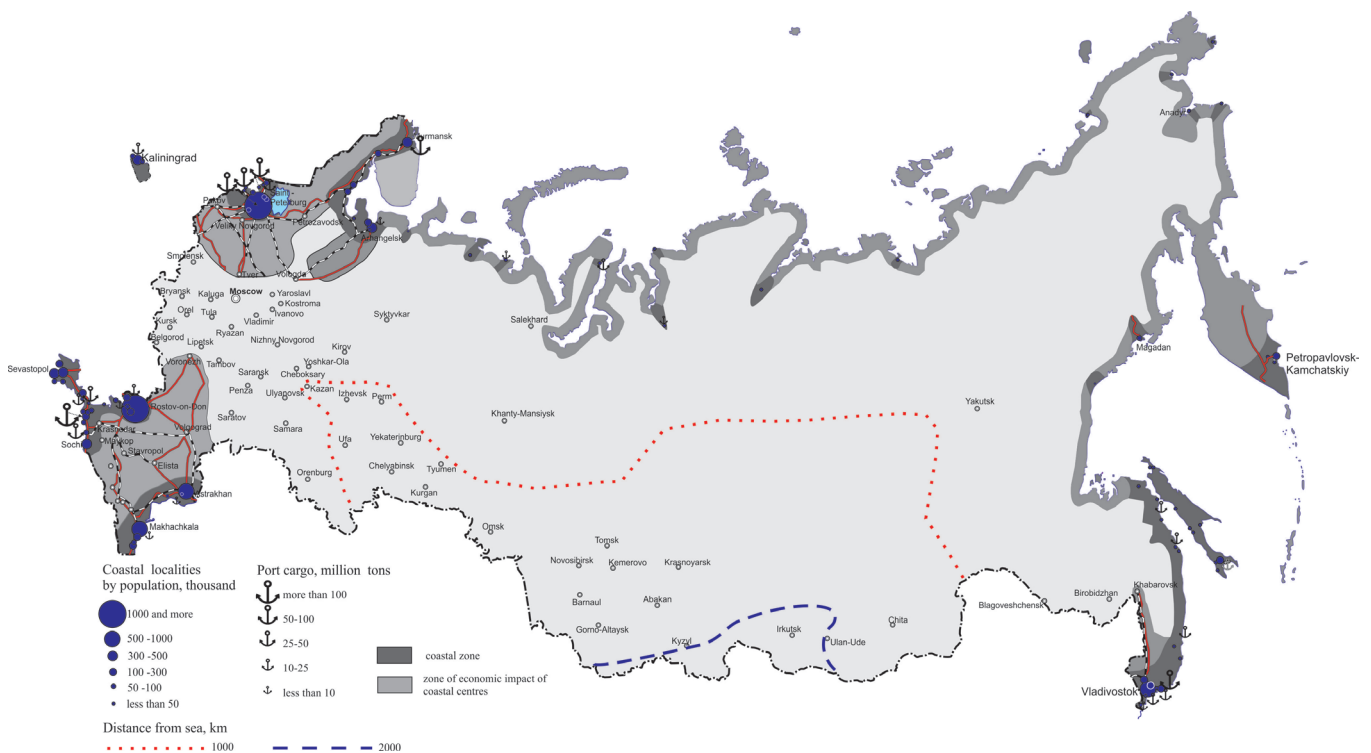 Anadyr
Murmansk
Kaliningrad
Saint-
Petelburg
Pskov
Veliky Novgorod
Petrozavodsk
Arhangelsk
Smolensk
Tver
Vologda
Bryansk
Kaluga
Moscow
Yaroslavl
Kostroma
Orel
Tula
Ivanovo
Vladimir
Kursk
Ryazan
Syktyvkar
Salekhard
Belgorod
Lipetsk
Nizhny Novgorod
Kirov
Magadan
Voronezh
Tambov
Yoshkar-Ola
Cheboksary
Saransk
Sevastopol
Petropavlovsk-
Kamchatskiy
Penza
Ulyanovsk
Kazan
Izhevsk
Perm
Rostov-on-Don
Saratov
Samara
Khanty-Mansiysk
Yakutsk
Krasnodar
Volgograd
Sochi
Maykop
Stavropol
Ufa
Yekaterinburg
Elista
Orenburg
Chelyabinsk
Tyumen
Kurgan
Astrakhan
Makhachkala
Omsk
Tomsk
Novosibirsk
Kemerovo
Krasnoyarsk
Barnaul
Abakan
Blagoveshchensk
Birobidzhan
Khabarovsk
Gorno-Altaysk
Kyzyl
Irkutsk
Ulan-Ude
Chita
Vladivostok
Coastal localities
by population, thousand
1000 and more
500 -1000
300 -500
100 -300
50 -100
less than 50
Port cargo, million tons
more than 100
50-100
25-50
10-25
less than 10
coastal zone
zone of economic impact of
coastal centres
Distance from sea, km
1000
2000